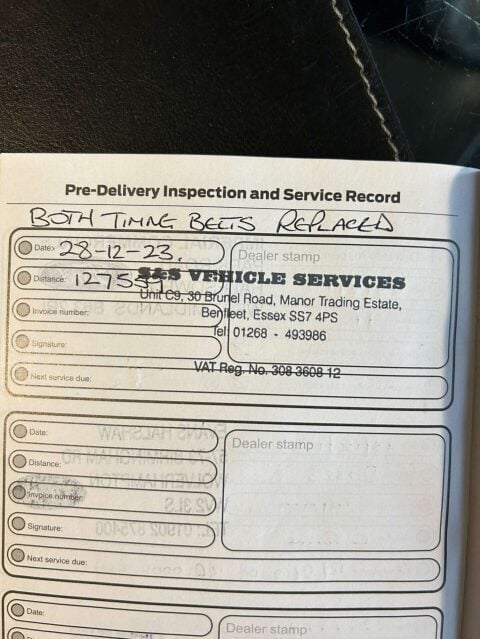 Pre-Delivery Inspection and Service Record
BOTH TIMING BELTS REPLACED
Date: 28-12-23.
Dealer stamp
Distance:
S&S VEHICLE SERVICES
Unit C9, 30 Brunel Road, Manor Trading Estate,
Invoice number:
Benfleet, Essex SS7 4PS
Tel: 01268 - 493986
Signature:
VAT Reg. No. 308 3608 12
Next service due:
Date:
Dealer stamp
Distance:
Invoice number:
Signature:
Next service due:
Date:
Dealer stamp